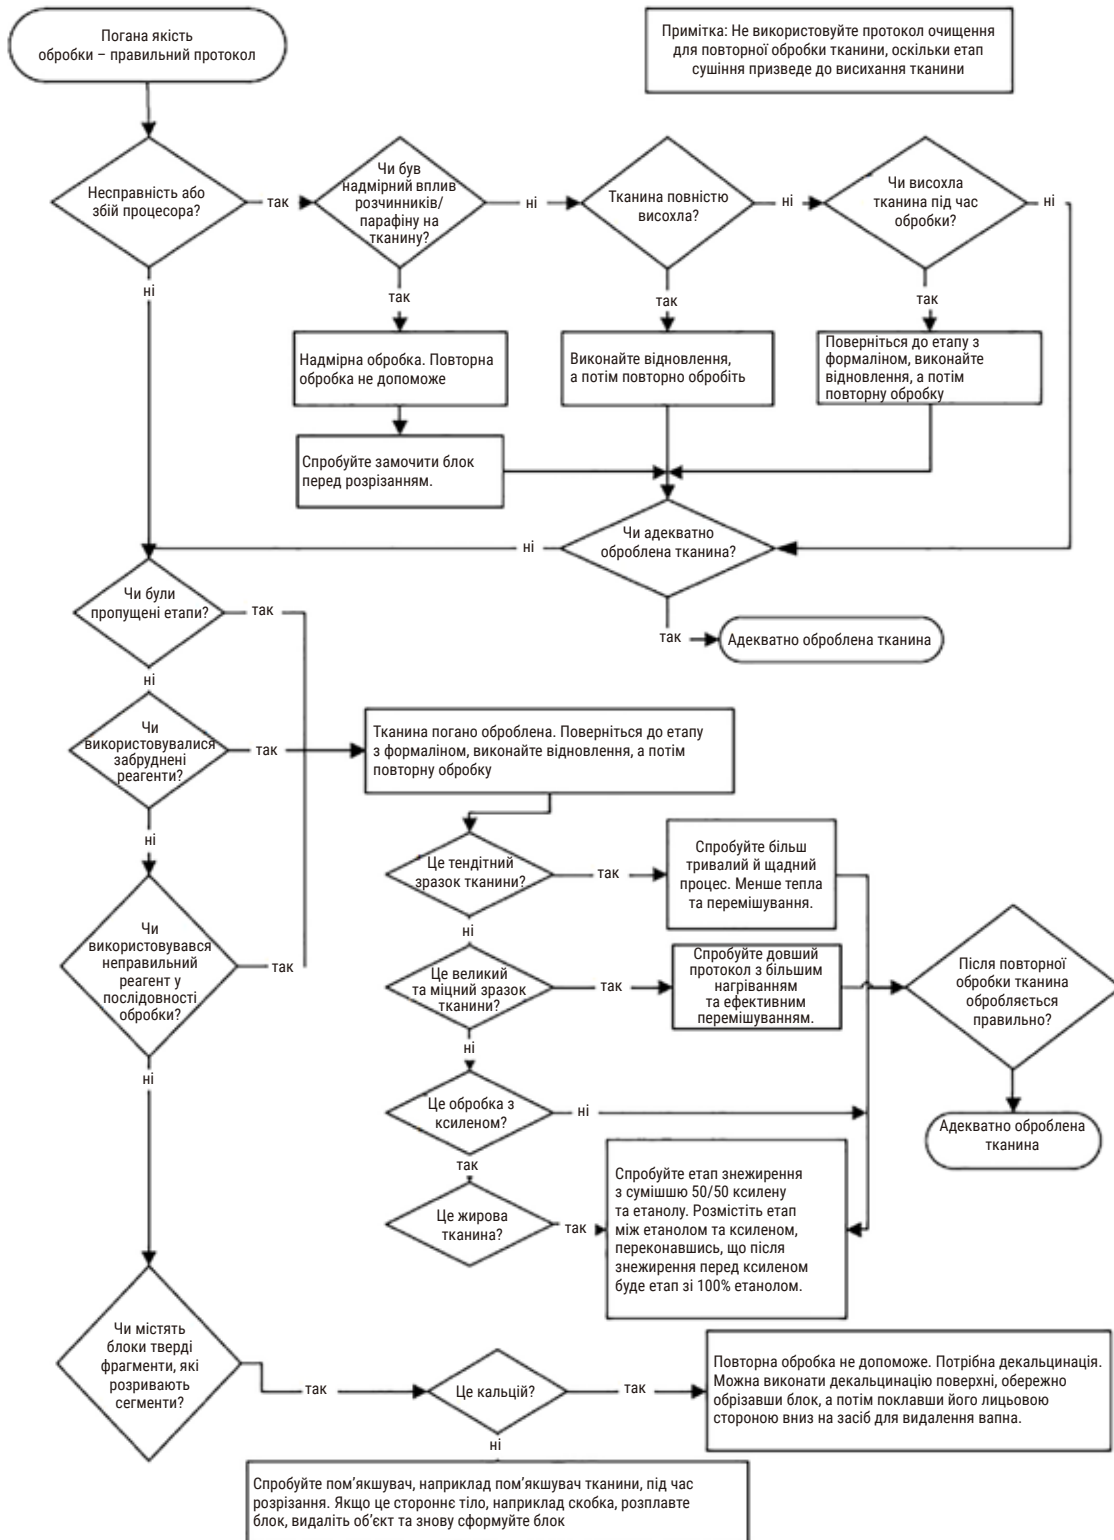 Погана якість
обробки – правильний протокол
Примітка: Не використовуйте протокол очищення
для повторної обробки тканини, оскільки етап
сушіння призведе до висихання тканини
Несправність або
збій процесора?
так
Чи був
надмірний вплив
розчинників/
парафіну на
тканину?
ні
Тканина повністю
висохла?
ні
Чи висохла
тканина під час
обробки?
ні
ні
так
так
так
Надмірна обробка. Повторна
обробка не допоможе
Виконайте відновлення,
а потім повторно обробіть
Поверніться до етапу з
формаліном, виконайте
відновлення, а потім
повторну обробку
Спробуйте замочити блок
перед розрізанням.
Чи адекватно
оброблена тканина?
ні
так
Адекватно оброблена тканина
Чи були
пропущені етапи?
так
ні
Чи
використовувалися
забруднені
реагенти?
так
Тканина погано оброблена. Поверніться до етапу
з формаліном, виконайте відновлення, а потім
повторну обробку
ні
Чи
використовувався
неправильний
реагент у
послідовності
обробки?
так
ні
Це тендітний
зразок тканини?
так
Спробуйте більш
тривалий й щадний
процес. Менше тепла
та перемішування.
ні
Це великий
та міцний зразок
тканини?
так
Спробуйте довший
протокол з більшим
нагріванням
та ефективним
перемішуванням.
Після повторної
обробки тканина
обробляється
правильно?
ні
Це обробка з
ксиленом?
ні
Адекватно оброблена
тканина
так
Це жирова
тканина?
так
Спробуйте етап знежирення
з сумішшю 50/50 ксилену
та етанолу. Розмістіть етап
між етанолом та ксиленом,
переконавшись, що після
знежирення перед ксиленом
буде етап зі 100% етанолом.
Чи містять
блоки тверді
фрагменти, які
розривають
сегменти?
так
Це кальцій?
так
Повторна обробка не допоможе. Потрібна декальцинація.
Можна виконати декальцинацію поверхні, обережно
обрізавши блок, а потім поклавши його лицьовою
стороною вниз на засіб для видалення вапна.
ні
Спробуйте пом’якшувач, наприклад пом’якшувач тканини, під час
розрізання. Якщо це стороннє тіло, наприклад скобка, розплавте
блок, видаліть об’єкт та знову сформуйте блок